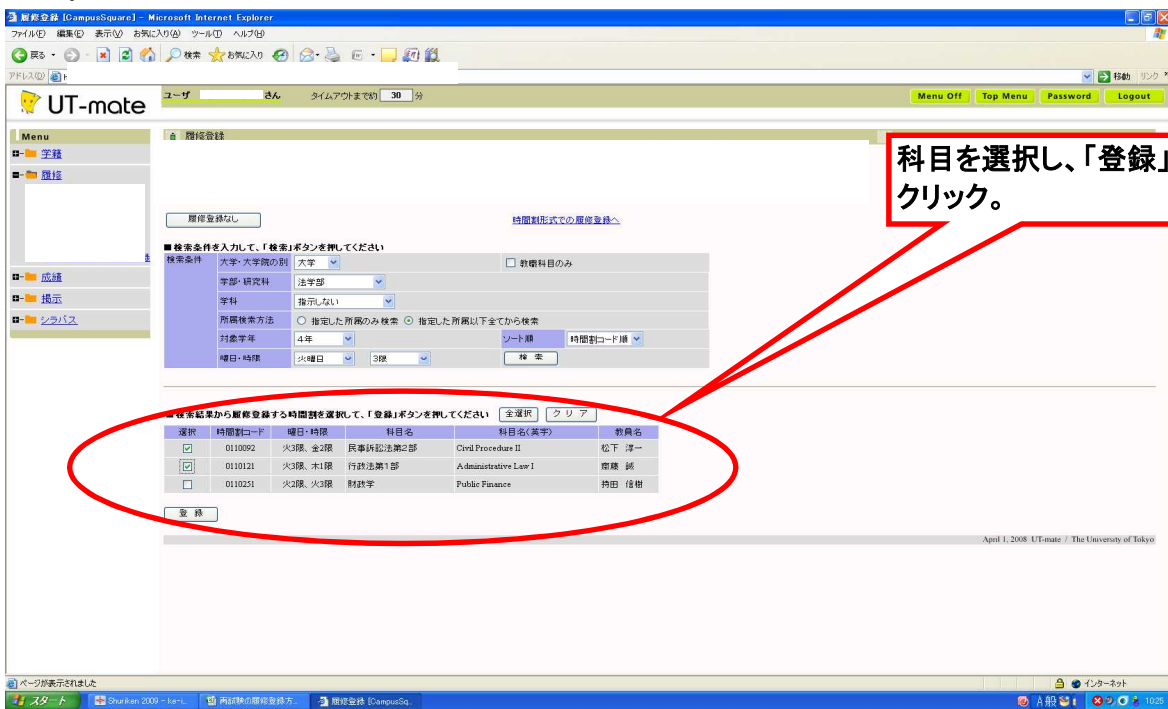 履修登録 [CampusSquare] - Microsoft Internet Explorer
ファイル(F) 編集(E) 表示(V) お気に入り(A) ツール(T) ヘルプ(H)
戻る 検索 お気に入り
アドレス(D) 移動 リンク
UT-mate
ユーザ さん タイムアウトまで約 30 分
Menu Off Top Menu Password Logout
Menu
学籍
履修
成績
掲示
シラバス
履修登録
科目を選択し、「登録」
クリック。
履修登録なし 時間割形式での履修登録へ
■検索条件を入力して、「検索」ボタンを押してください
検索条件 大学・大学院の別 大学 教職科目のみ
学部・研究科 法学部
学科 指示しない
所属検索方法 指定した所属のみ検索 指定した所属以下全てから検索
対象学年 4年 ソート順 時間割コード順
曜日・時限 火曜日 3限 検 索
■検索結果から履修登録する時間割を選択して、「登録」ボタンを押してください 全選択 クリア
選択 時間割コード 曜日・時限 科目名 科目名(英字) 教員名
0110092 火3限、金2限 民事訴訟法第2部 Civil Procedure II 松下 淳一
0110121 火3限、木1限 行政法第1部 Administrative Law I 齋藤 誠
0110251 火2限、火3限 財政学 Public Finance 持田 信樹
登 録
April 1, 2008 UT-mate / The University of Tokyo
ページが表示されました インターネット
スタート Shuriken 2009 - ke-i... 再試験の履修登録方... 履修登録 [CampusSq... A 般 10:25